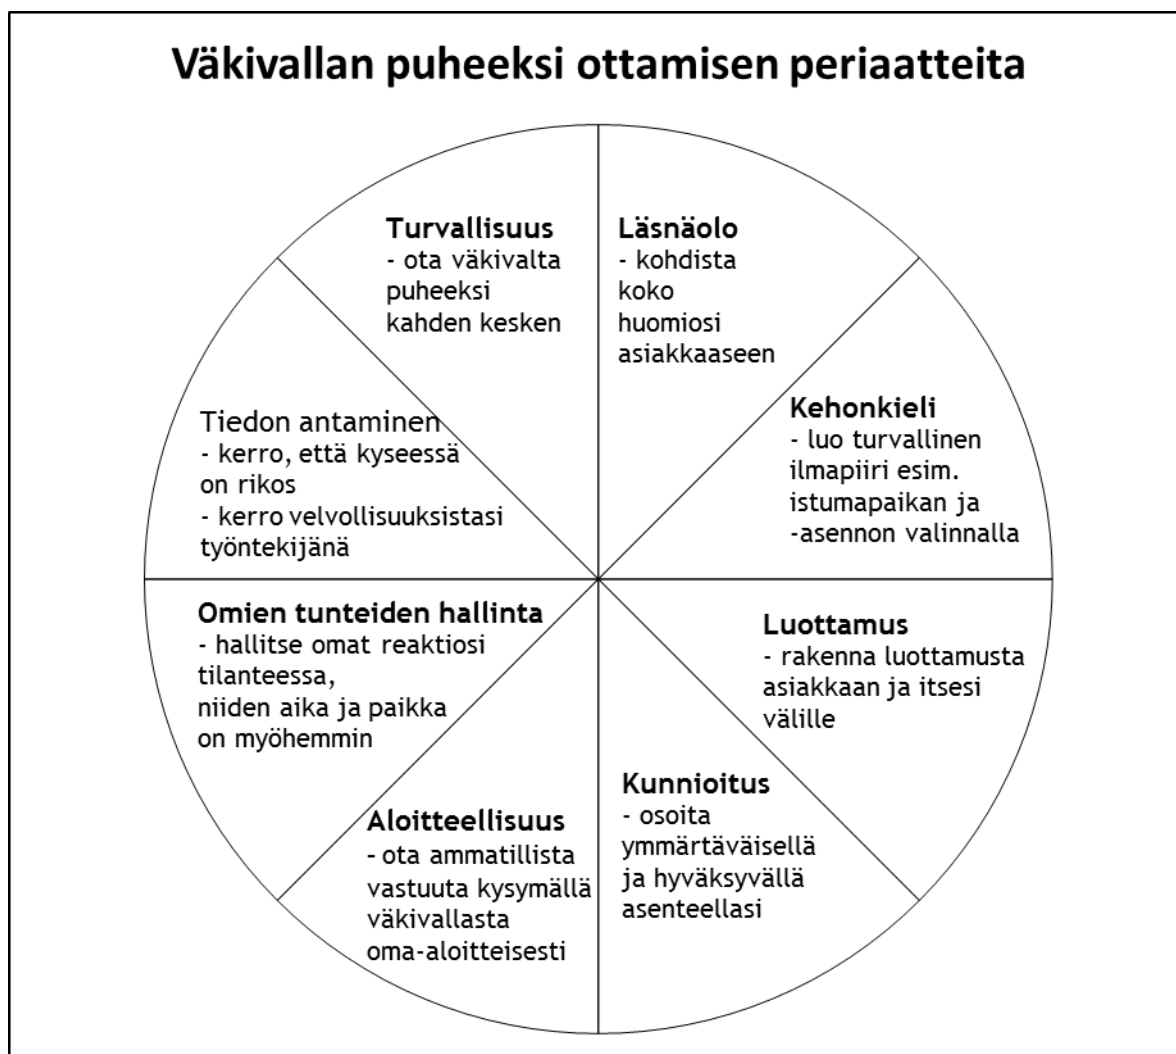 Väkivallan puheeksi ottamisen periaatteita
Turvallisuus
- ota väkivalta
puheeksi
kahden kesken
Läsnäolo
- kohdista
koko
huomiosi
asiakkaaseen
Kehonkieli
- luo turvallinen
ilmapiiri esim.
istumapaikan ja
-asennon valinnalla
Luottamus
- rakenna luottamusta
asiakkaan ja itsesi
välille
Kunnioitus
- osoita
ymmärtäväisellä
ja hyväksyvällä
asenteellasi
Aloitteellisuus
- ota ammatillista
vastuuta kysymällä
väkivallasta
oma-aloitteisesti
Omien tunteiden hallinta
- hallitse omat reaktiosi
tilanteessa,
niiden aika ja paikka
on myöhemmin
Tiedon antaminen
- kerro, että kyseessä
on rikos
- kerro velvollisuuksistasi
työntekijänä